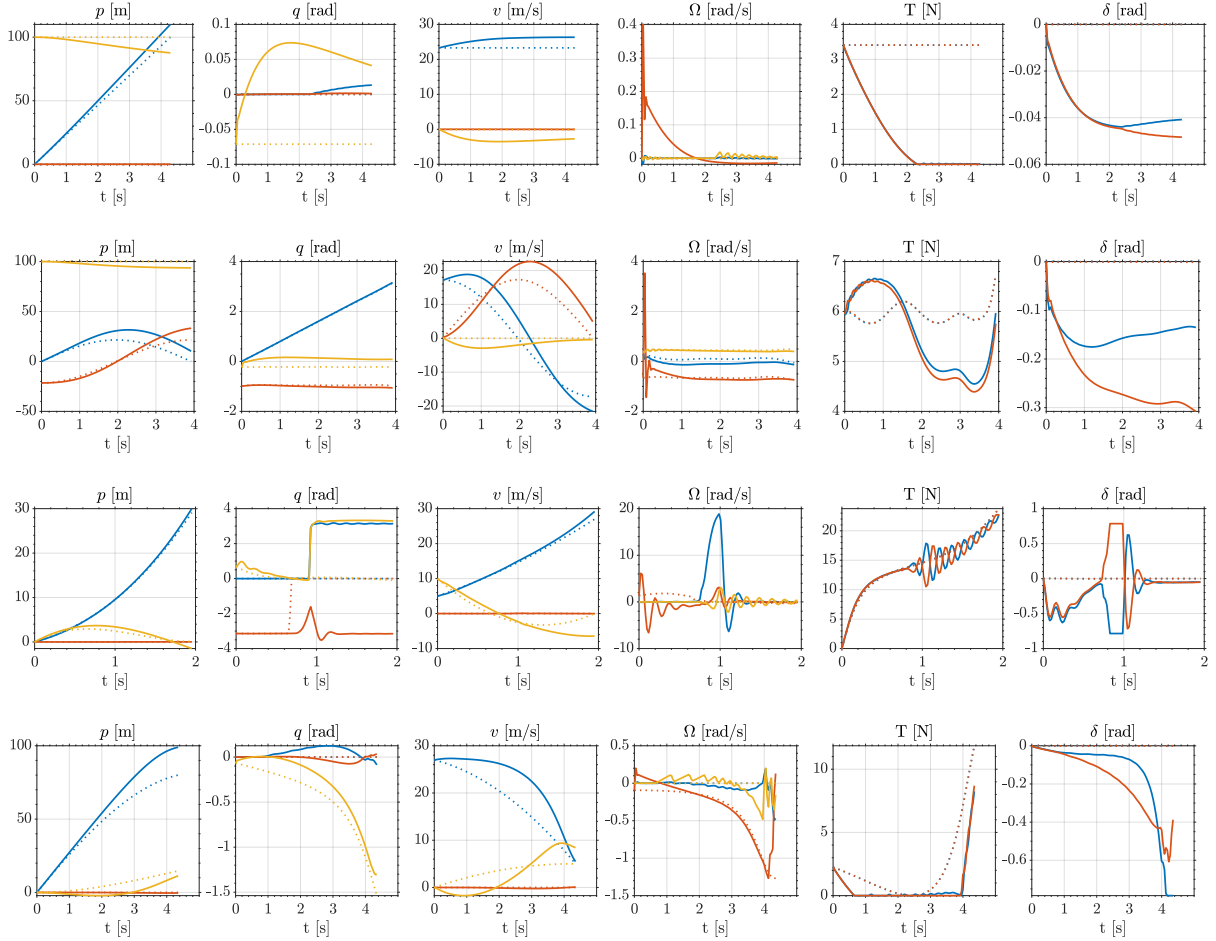 p [m] q [rad] v [m/s] Ω [rad/s] T [N] δ [rad]
100 0.1 30 0.4 4 0
0.05 20 0.3 3 −0.02
50 0 10 0.2 2 −0.04
−0.05 0 0.1 1
0 −0.1 −10 0 0 −0.06
0 1 2 3 4 0 1 2 3 4 0 1 2 3 4 0 1 2 3 4 0 1 2 3 4 0 1 2 3 4
t [s] t [s] t [s] t [s] t [s] t [s]
p [m] q [rad] v [m/s] Ω [rad/s] T [N] δ [rad]
100 4 20 4 7 0
50 2 10 2 6 −0.1
0 0 0 0 5 −0.2
−10
−50 −2 −20 −2 4 −0.3
0 1 2 3 4 0 1 2 3 4 0 1 2 3 4 0 1 2 3 4 0 1 2 3 4 0 1 2 3 4
t [s] t [s] t [s] t [s] t [s] t [s]
p [m] q [rad] v [m/s] Ω [rad/s] T [N] δ [rad]
30 4 30 20 20 1
20 2 20 10 15 0.5
10 0 10 0 10 0
−2 0 5 −0.5
0 −4 −10 −10 0 −1
0 1 2 0 1 2 0 1 2 0 1 2 0 1 2 0 1 2
t [s] t [s] t [s] t [s] t [s] t [s]
p [m] q [rad] v [m/s] Ω [rad/s] T [N] δ [rad]
100 0 30 0.5 10 0
50 −0.5 20 0 5 −0.2
−1 10 −0.5 −0.4
0 −1.5 0 −1 0 −0.6
−1.5
0 1 2 3 4 5 0 1 2 3 4 5 0 1 2 3 4 5 0 1 2 3 4 5 0 1 2 3 4 5 0 1 2 3 4 5
t [s] t [s] t [s] t [s] t [s] t [s]